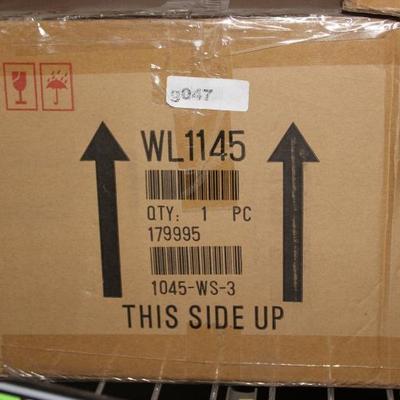 g047
WL1145
QTY: 1 PC
179995
1045-WS-3
THIS SIDE UP